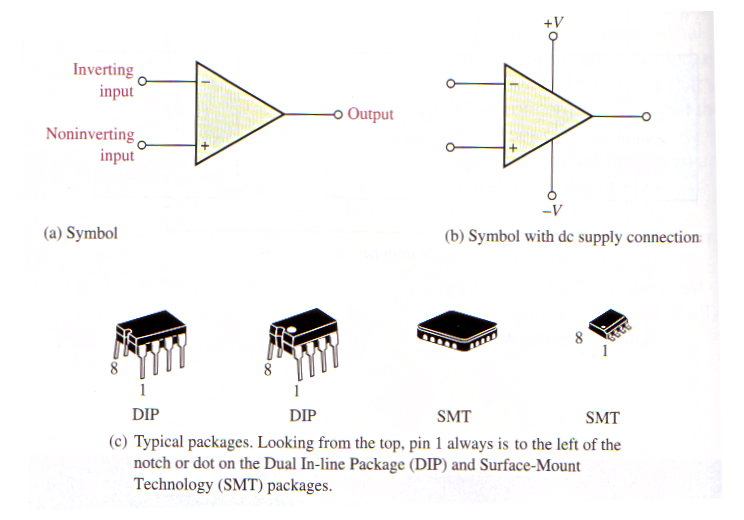 Inverting
input
−
Noninverting
input
+
Output
(a) Symbol
+V
−
+
−V
(b) Symbol with dc supply connection
8
1
DIP
8
1
DIP
SMT
8
1
SMT
(c) Typical packages. Looking from the top, pin 1 always is to the left of the
notch or dot on the Dual In-line Package (DIP) and Surface-Mount
Technology (SMT) packages.